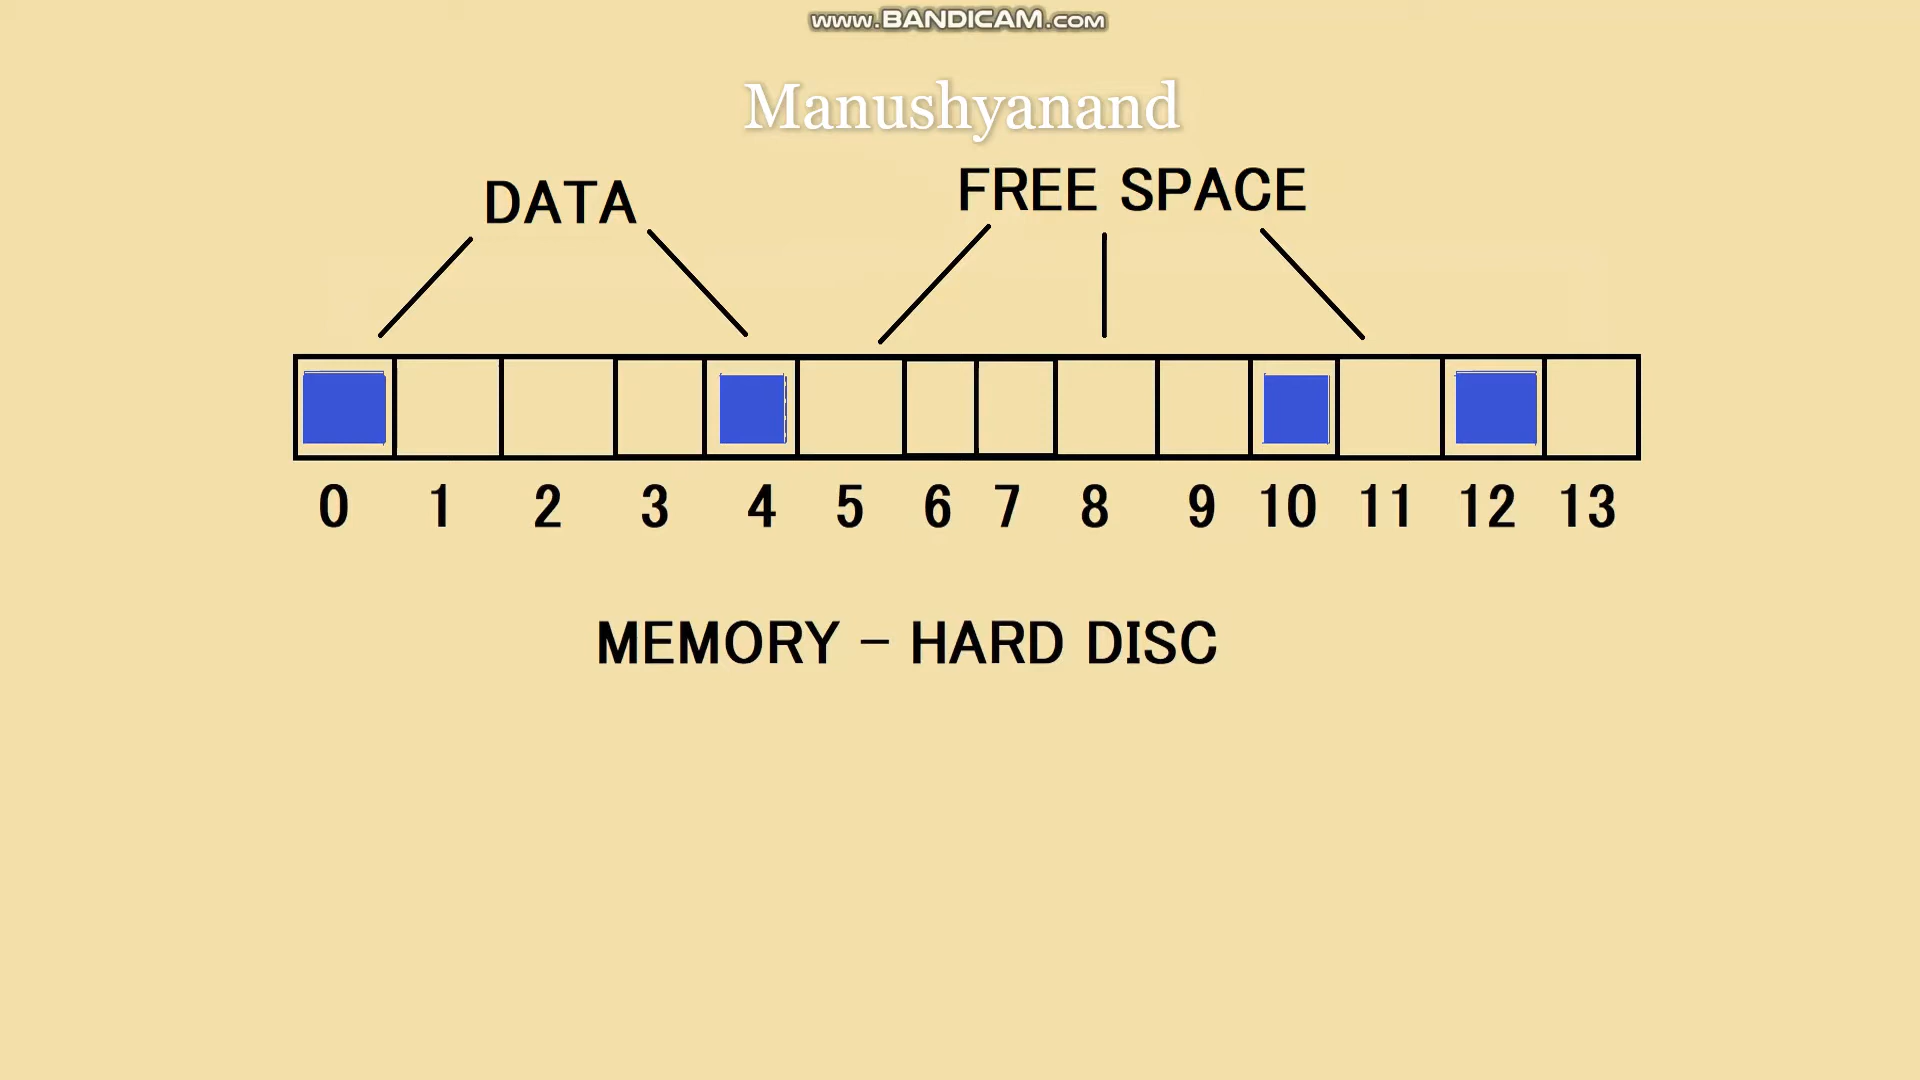 www.BANDICAM.com
Manushyanand
DATA
FREE SPACE
0 1 2 3 4 5 6 7 8 9 10 11 12 13
MEMORY - HARD DISC